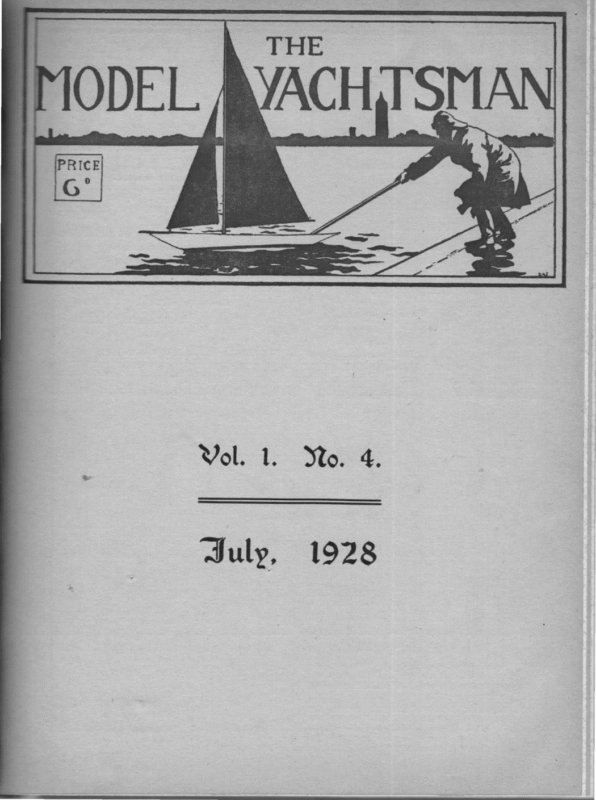 THE
MODEL YACHTSMAN
PRICE
6D
Vol. 1. No. 4.
July, 1928